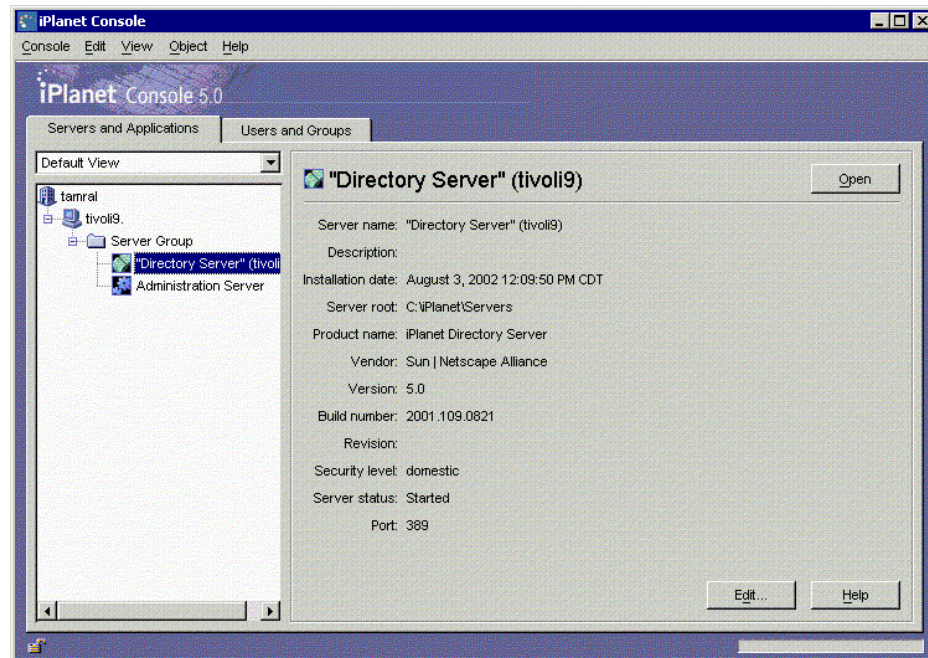 iPlanet Console
Console Edit View Object Help
iPlanet Console 5.0
Servers and Applications
Users and Groups
Default View
tamral
tivoli9.
Server Group
"Directory Server" (tivoli
Administration Server
"Directory Server" (tivoli9)
Open
Server name: "Directory Server" (tivoli9)
Description:
Installation date: August 3, 2002 12:09:50 PM CDT
Server root: C:\iPlanet\Servers
Product name: iPlanet Directory Server
Vendor: Sun | Netscape Alliance
Version: 5.0
Build number: 2001.109.0821
Revision:
Security level: domestic
Server status: Started
Port: 389
Edit...
Help